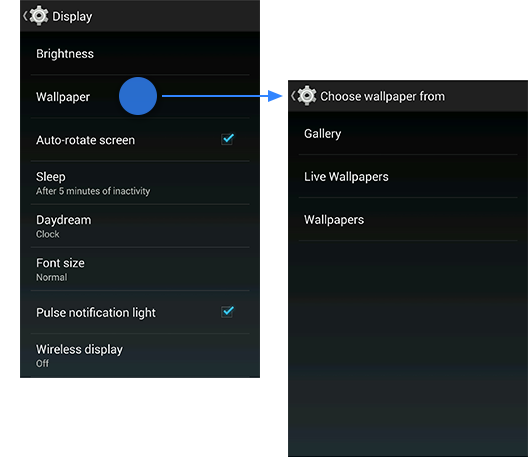 Display
Brightness
Wallpaper
Auto-rotate screen
Sleep
After 5 minutes of inactivity
Daydream
Clock
Font size
Normal
Pulse notification light
Wireless display
Off
Choose wallpaper from
Gallery
Live Wallpapers
Wallpapers